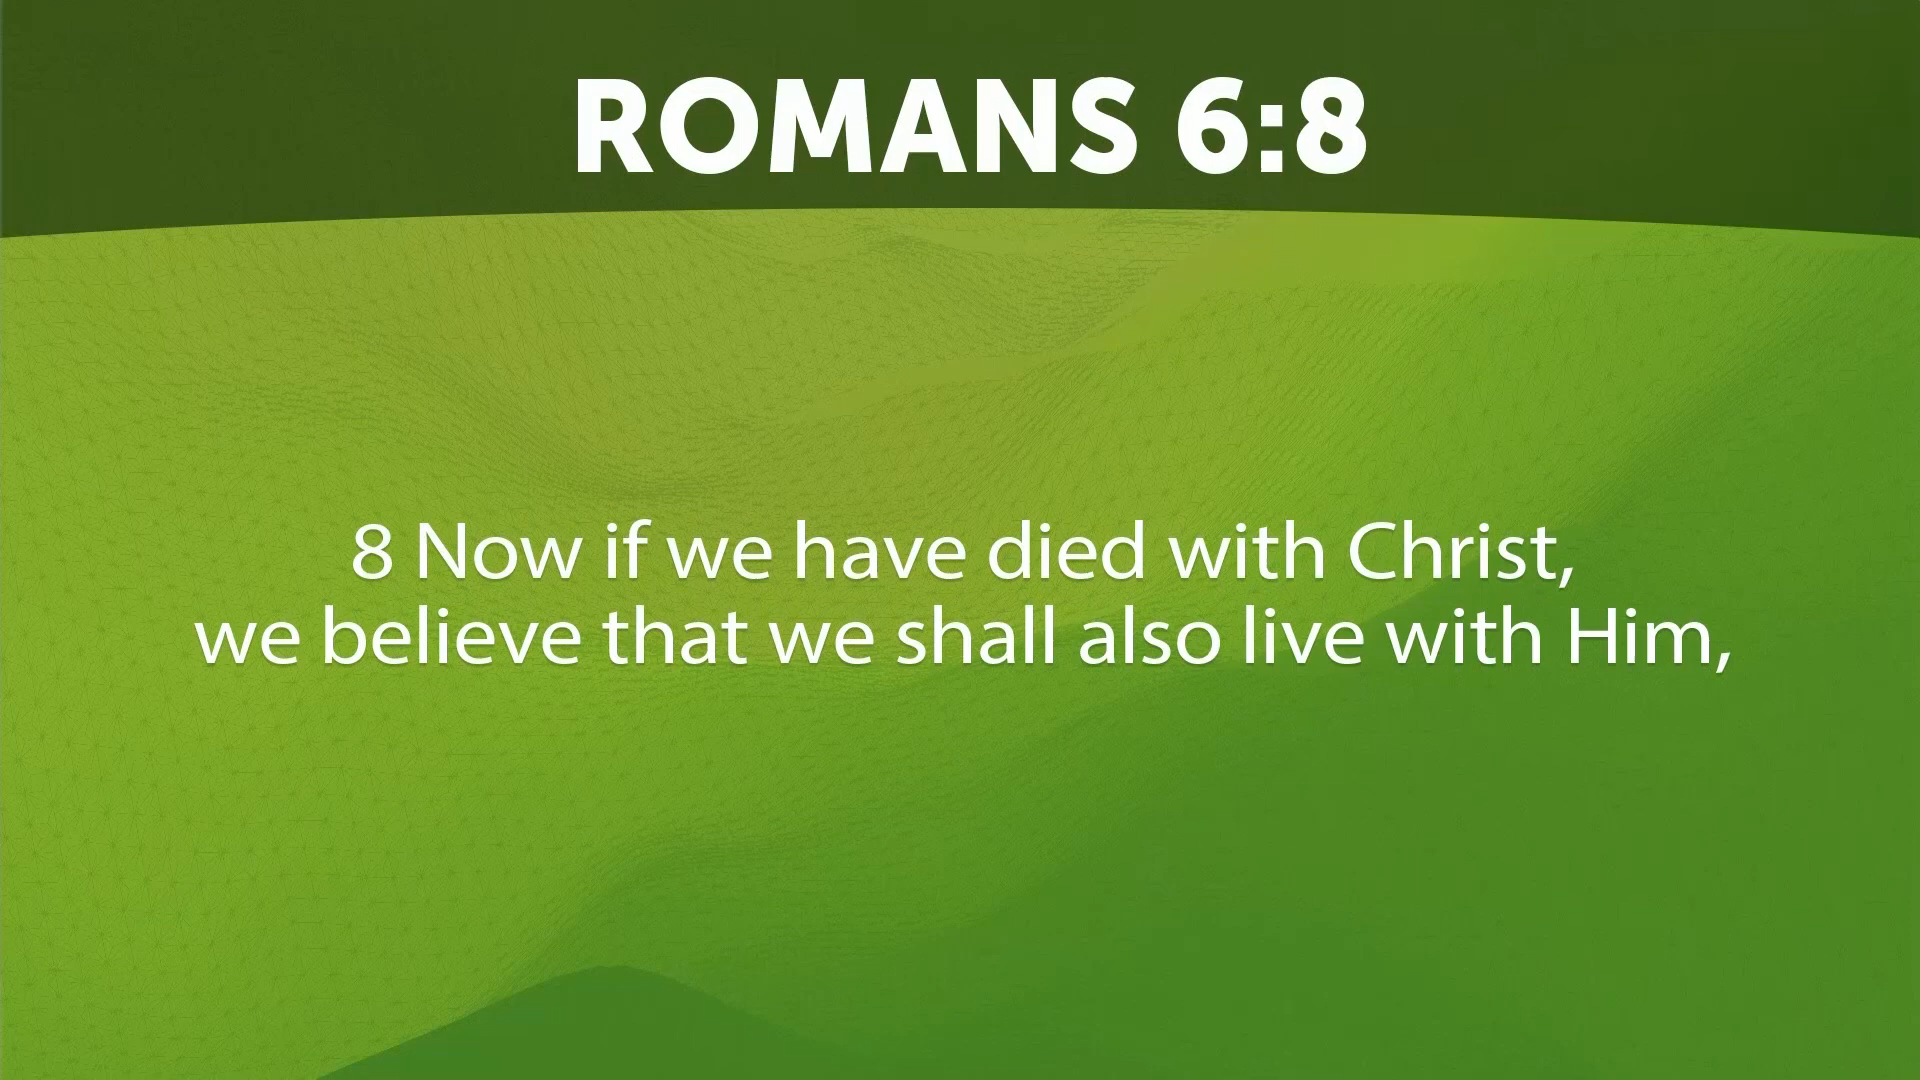 ROMANS 6:8
8 Now if we have died with Christ,
we believe that we shall also live with Him,